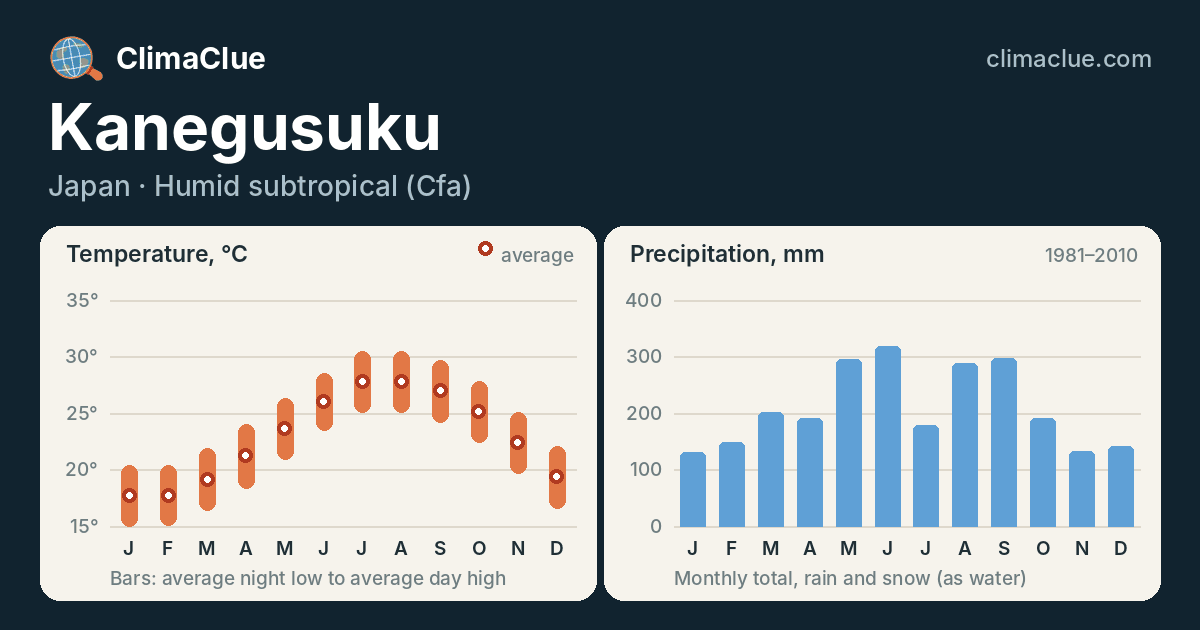 ClimaClue
climaclue.com
Kanegusuku
Japan · Humid subtropical (Cfa)
Temperature, °C
average
35°
30°
25°
20°
15°
J F M A M J J A S O N D
Bars: average night low to average day high
Precipitation, mm
1981–2010
400
300
200
100
0
J F M A M J J A S O N D
Monthly total, rain and snow (as water)